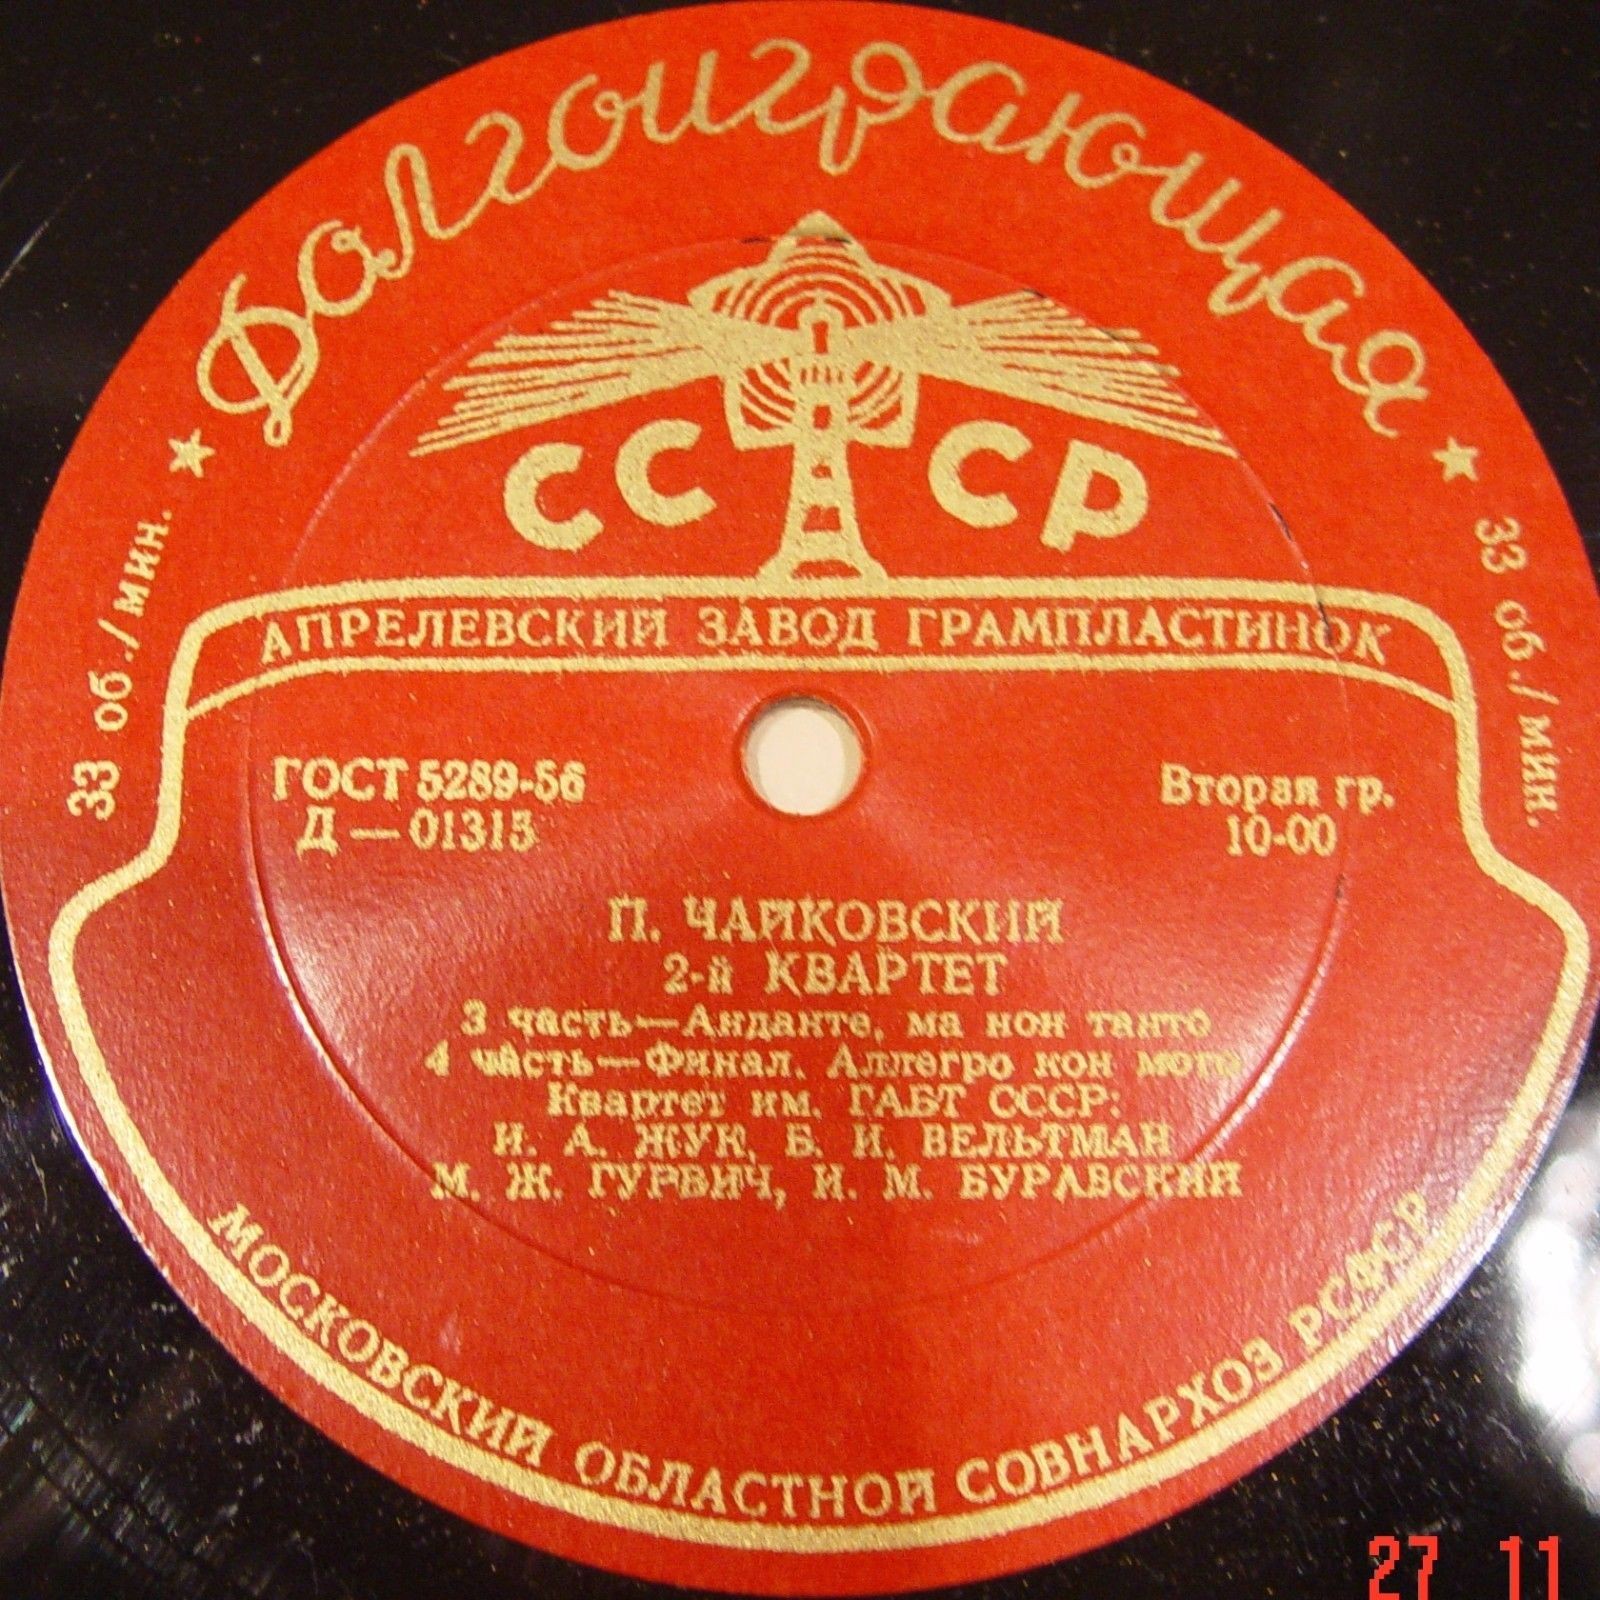 Долгоиграющая
СССР
33 об./мин.
33 об./мин.
АПРЕЛЕВСКИЙ ЗАВОД ГРАМПЛАСТИНОК
ГОСТ 5289-56
Д — 01315
Вторая гр.
10-00
П. ЧАЙКОВСКИЙ
2-й КВАРТЕТ
3 часть—Анданте, ма нон танто
4 часть—Финал. Аллегро кон мото
Квартет им. ГАБТ СССР:
И. А. ЖУК, Б. И. ВЕЛЬТМАН
М. Ж. ГУРВИЧ, И. М. БУРАВСКИЙ
МОСКОВСКИЙ ОБЛАСТНОЙ СОВНАРХОЗ РСФСР
27 11